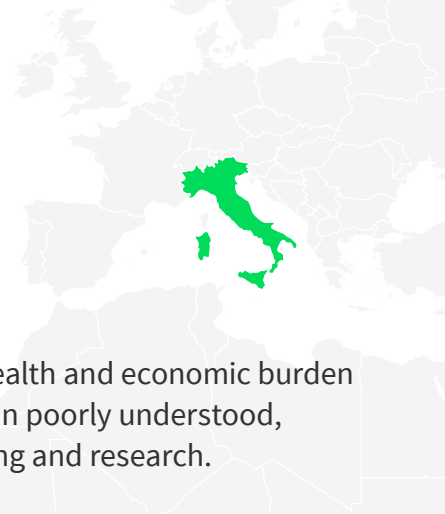 ealth and economic burden
n poorly understood,
ng and research.